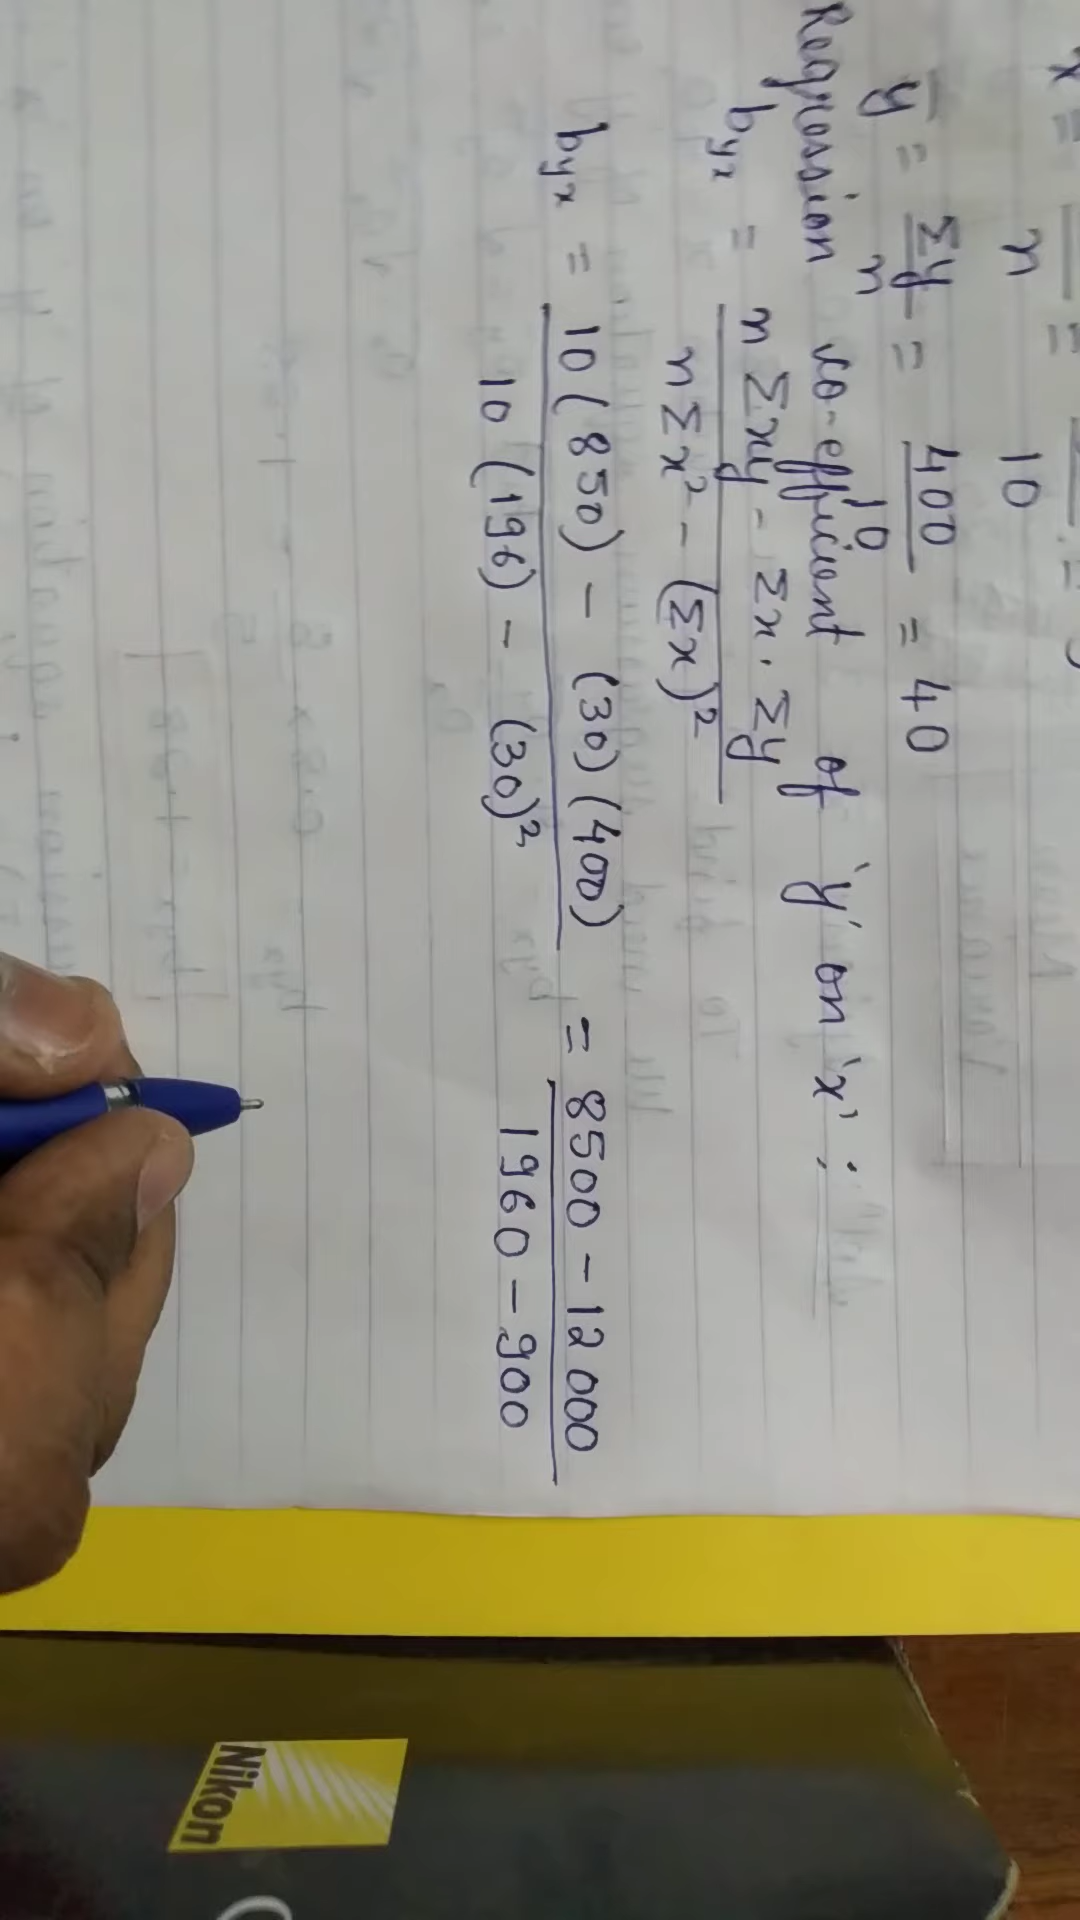 x =
n = 10 =
y̅ = Σy/n = 400/10 = 40
Regression co-efficient of 'y' on 'x' :
byx = n Σxy - Σx . Σy / nΣx² - (Σx)²
byx = 10 (850) - (30) (400) / 10 (196) - (30)² = 8500 - 12000 / 1960 - 900
Nikon